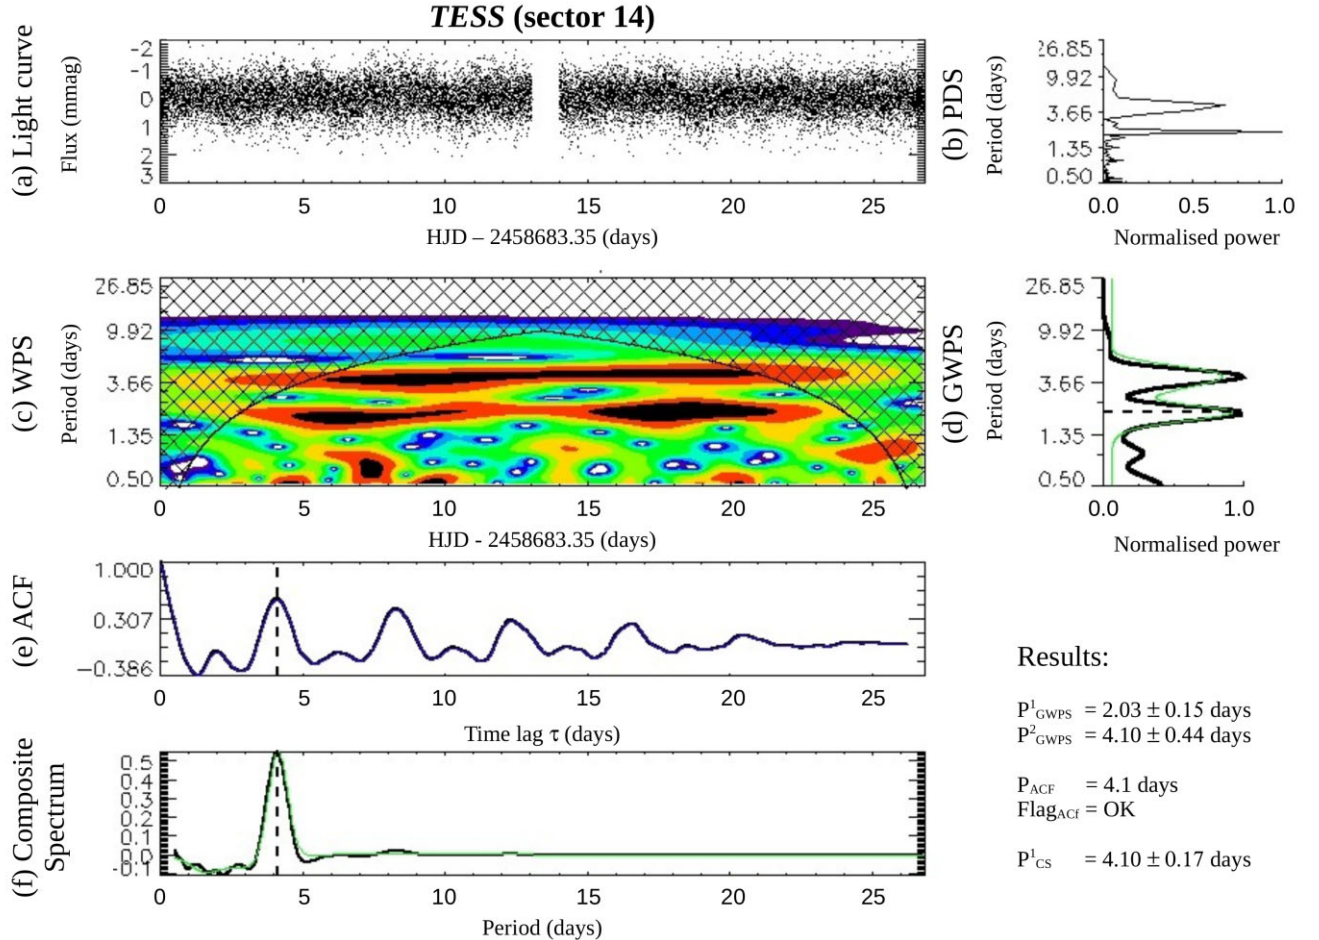 TESS (sector 14)
(a) Light curve
Flux (mmag)
-2
-1
0
1
2
3
0 5 10 15 20 25
HJD – 2458683.35 (days)
(b) PDS
Period (days)
26.85
9.92
3.66
1.35
0.50
0.0 0.5 1.0
Normalised power
(c) WPS
Period (days)
26.85
9.92
3.66
1.35
0.50
0 5 10 15 20 25
HJD - 2458683.35 (days)
(d) GWPS
Period (days)
26.85
9.92
3.66
1.35
0.50
0.0 1.0
Normalised power
(e) ACF
1.000
0.307
−0.386
0 5 10 15 20 25
Time lag τ (days)
(f) Composite
Spectrum
0.5
0.4
0.3
0.2
0.1
0.0
-0.1
0 5 10 15 20 25
Period (days)
Results:
P¹GWPS = 2.03 ± 0.15 days
P²GWPS = 4.10 ± 0.44 days
PACF = 4.1 days
FlagACf = OK
P¹CS = 4.10 ± 0.17 days